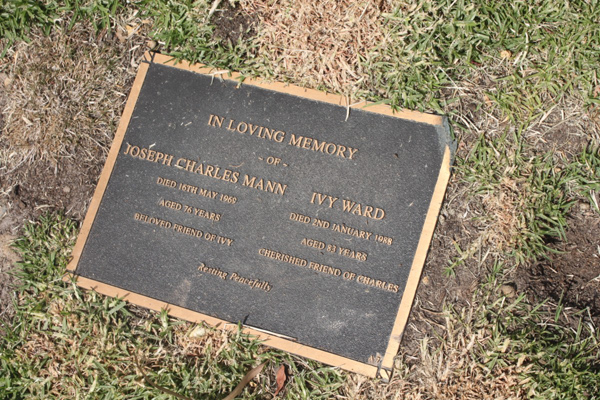 IN LOVING MEMORY
- OF -
JOSEPH CHARLES MANN
DIED 16TH MAY 1969
AGED 76 YEARS
BELOVED FRIEND OF IVY
IVY WARD
DIED 2ND JANUARY 1988
AGED 83 YEARS
CHERISHED FRIEND OF CHARLES
Resting Peacefully